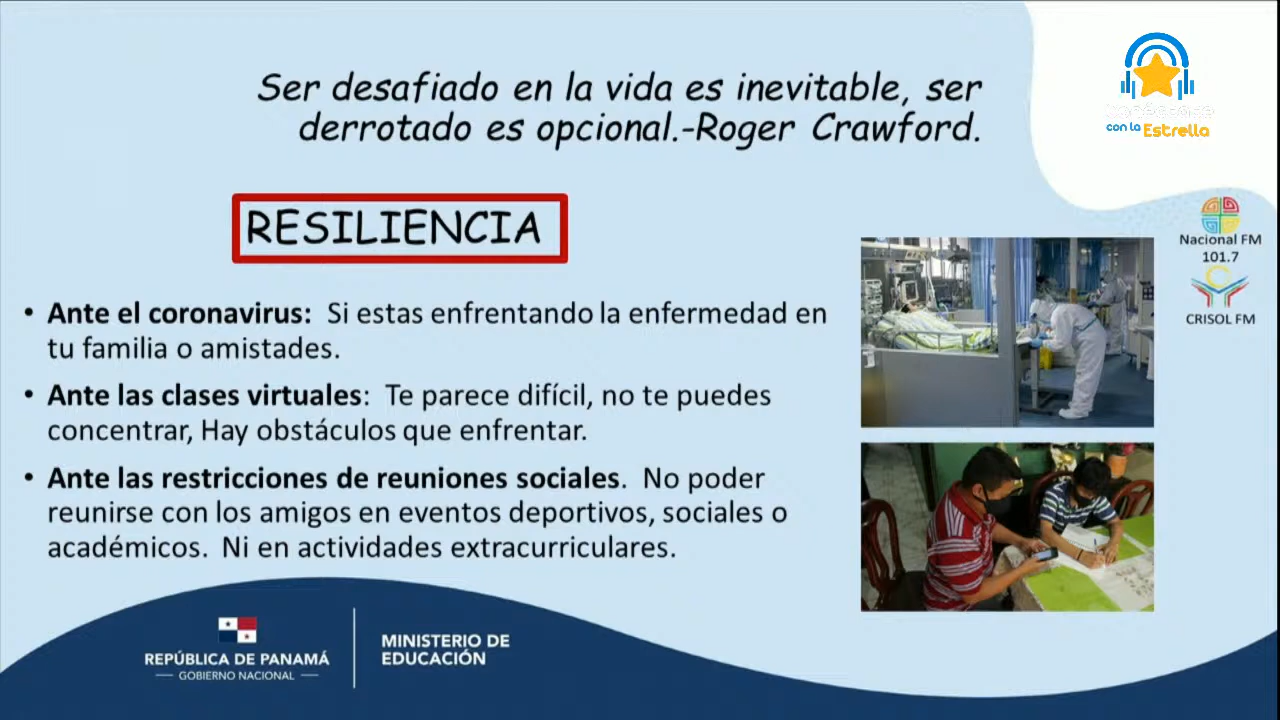 Ser desafiado en la vida es inevitable, ser
derrotado es opcional.-Roger Crawford.
conéctate
con la Estrella
RESILIENCIA
Nacional FM
101.7
CRISOL FM
• Ante el coronavirus: Si estas enfrentando la enfermedad en
tu familia o amistades.
• Ante las clases virtuales: Te parece difícil, no te puedes
concentrar, Hay obstáculos que enfrentar.
• Ante las restricciones de reuniones sociales. No poder
reunirse con los amigos en eventos deportivos, sociales o
académicos. Ni en actividades extracurriculares.
REPÚBLICA DE PANAMÁ
GOBIERNO NACIONAL
MINISTERIO DE
EDUCACIÓN